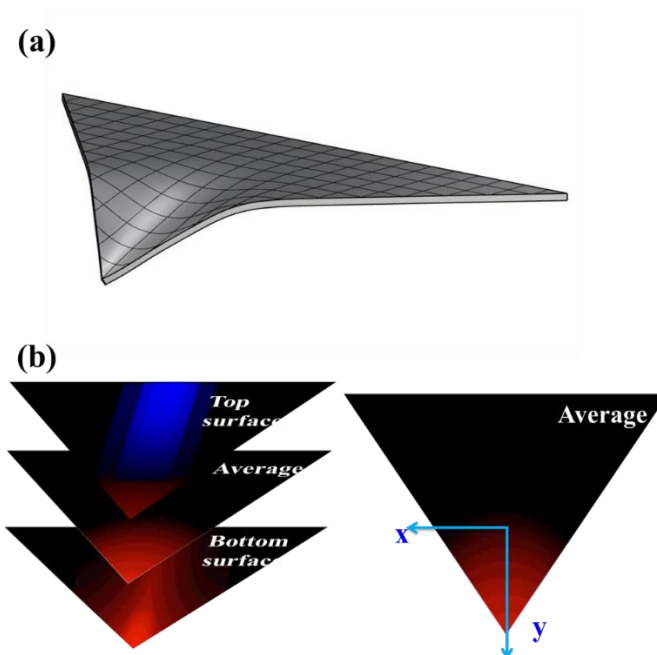 (a)
(b)
Top
surface
Average
Bottom
surface
Average
x
y